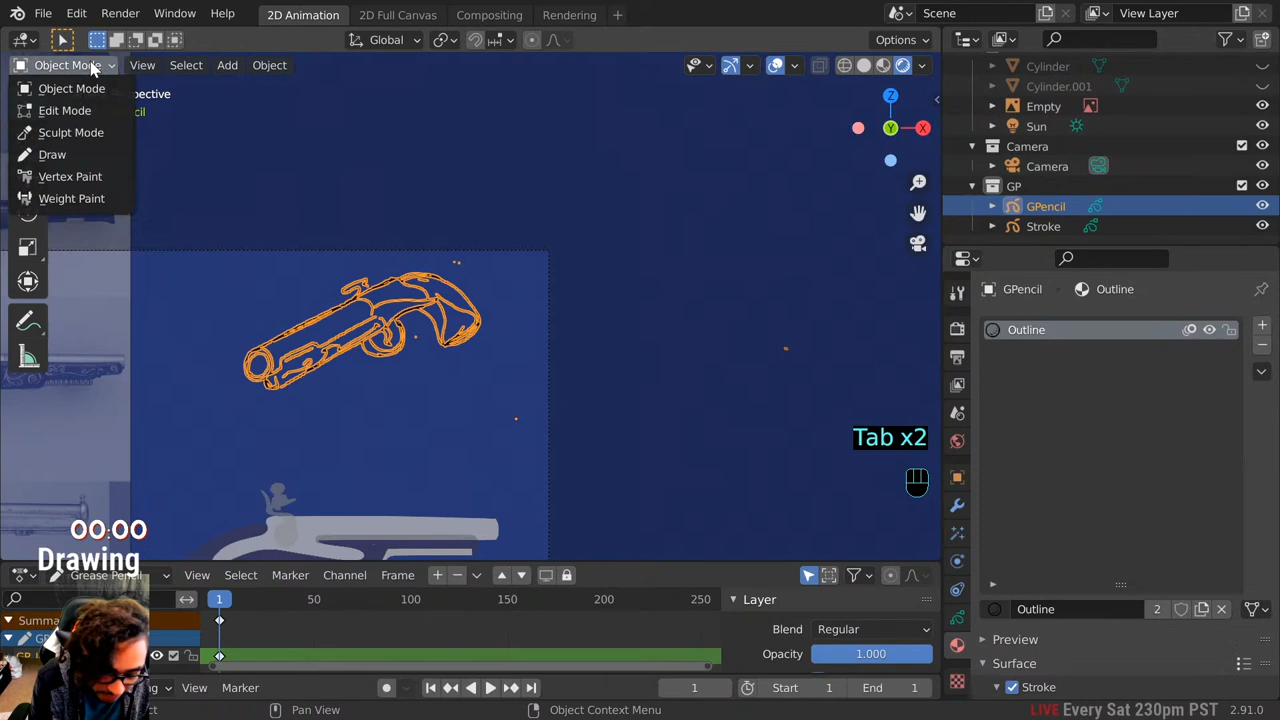 File Edit Render Window Help 2D Animation 2D Full Canvas Compositing Rendering + Scene View Layer
Global Options
Object Mode View Select Add Object
Object Mode
Edit Mode
Sculpt Mode
Draw
Vertex Paint
Weight Paint
Z
Y
X
Cylinder
Cylinder.001
Empty
Sun
Camera
Camera
GP
GPencil
Stroke
GPencil Outline
Outline
Tab x2
00:00
Drawing
Outline 2
Preview
Surface
Stroke
Grease Pencil View Select Marker Channel Frame
1 50 100 150 200 250
Summa
Layer
Blend Regular
Opacity 1.000
View Marker 1 Start 1 End 1
Pan View Object Context Menu
LIVE Every Sat 230pm PST 2.91.0